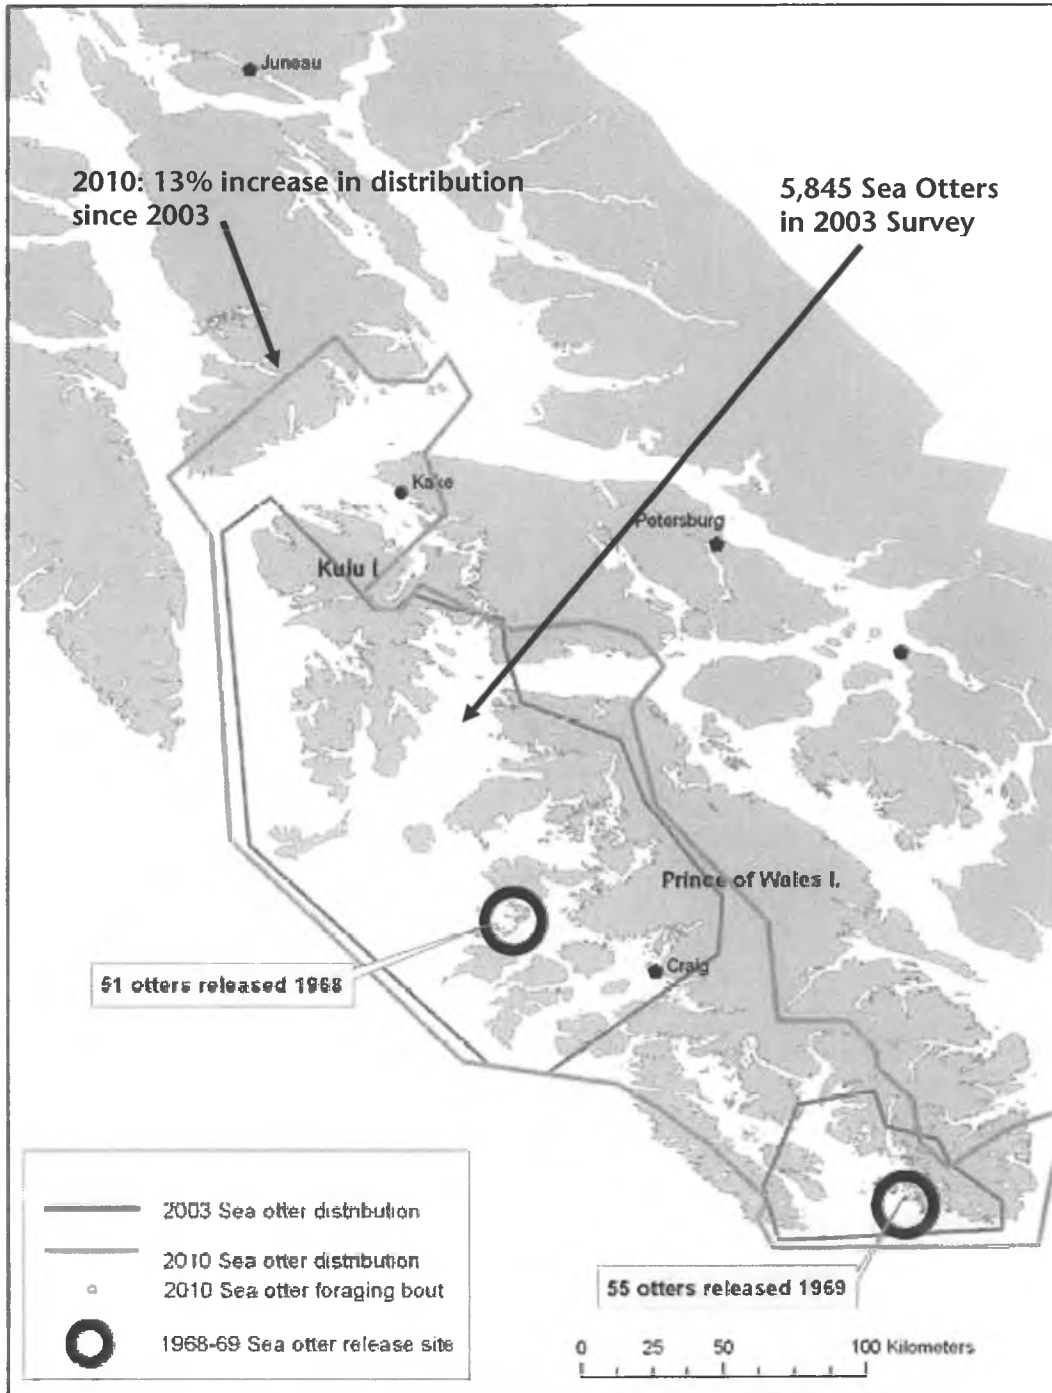 Juneau
2010: 13% increase in distribution
since 2003
5,845 Sea Otters
in 2003 Survey
Kake
Petersburg
Kuiu I.
Prince of Wales I.
51 otters released 1968
Craig
2003 Sea otter distribution
2010 Sea otter distribution
2010 Sea otter foraging bout
1968-69 Sea otter release site
55 otters released 1969
0 25 50 100 Kilometers